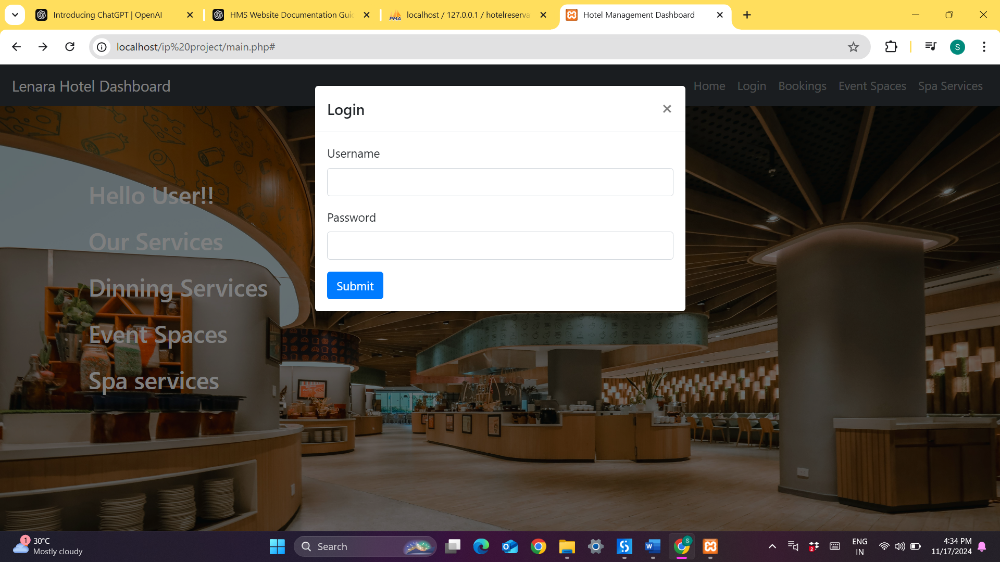 Introducing ChatGPT | OpenAI
HMS Website Documentation Guid
PMA
localhost / 127.0.0.1 / hotelreserva
Hotel Management Dashboard
localhost/ip%20project/main.php#
S
Lenara Hotel Dashboard
Home
Login
Bookings
Event Spaces
Spa Services
Login
Username
Password
Submit
Hello User!!
Our Services
Dinning Services
Event Spaces
Spa services
1
30°C
Mostly cloudy
Search
S
2
ENG
IN
4:34 PM
11/17/2024